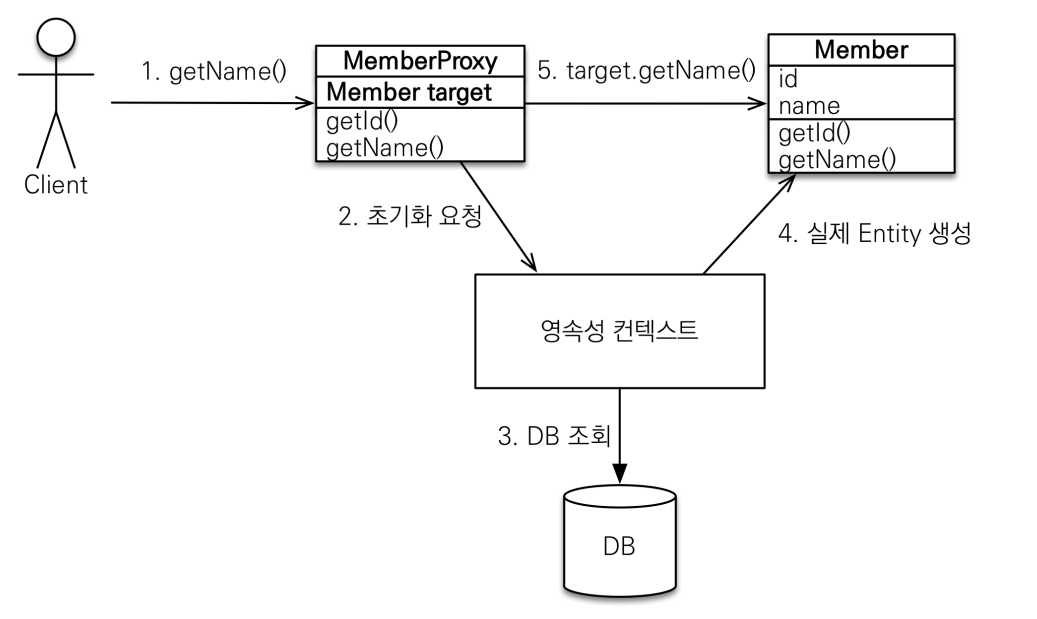 1. getName()
Client
MemberProxy
Member target
getId()
getName()
5. target.getName()
Member
id
name
getId()
getName()
2. 초기화 요청
4. 실제 Entity 생성
영속성 컨텍스트
3. DB 조회
DB